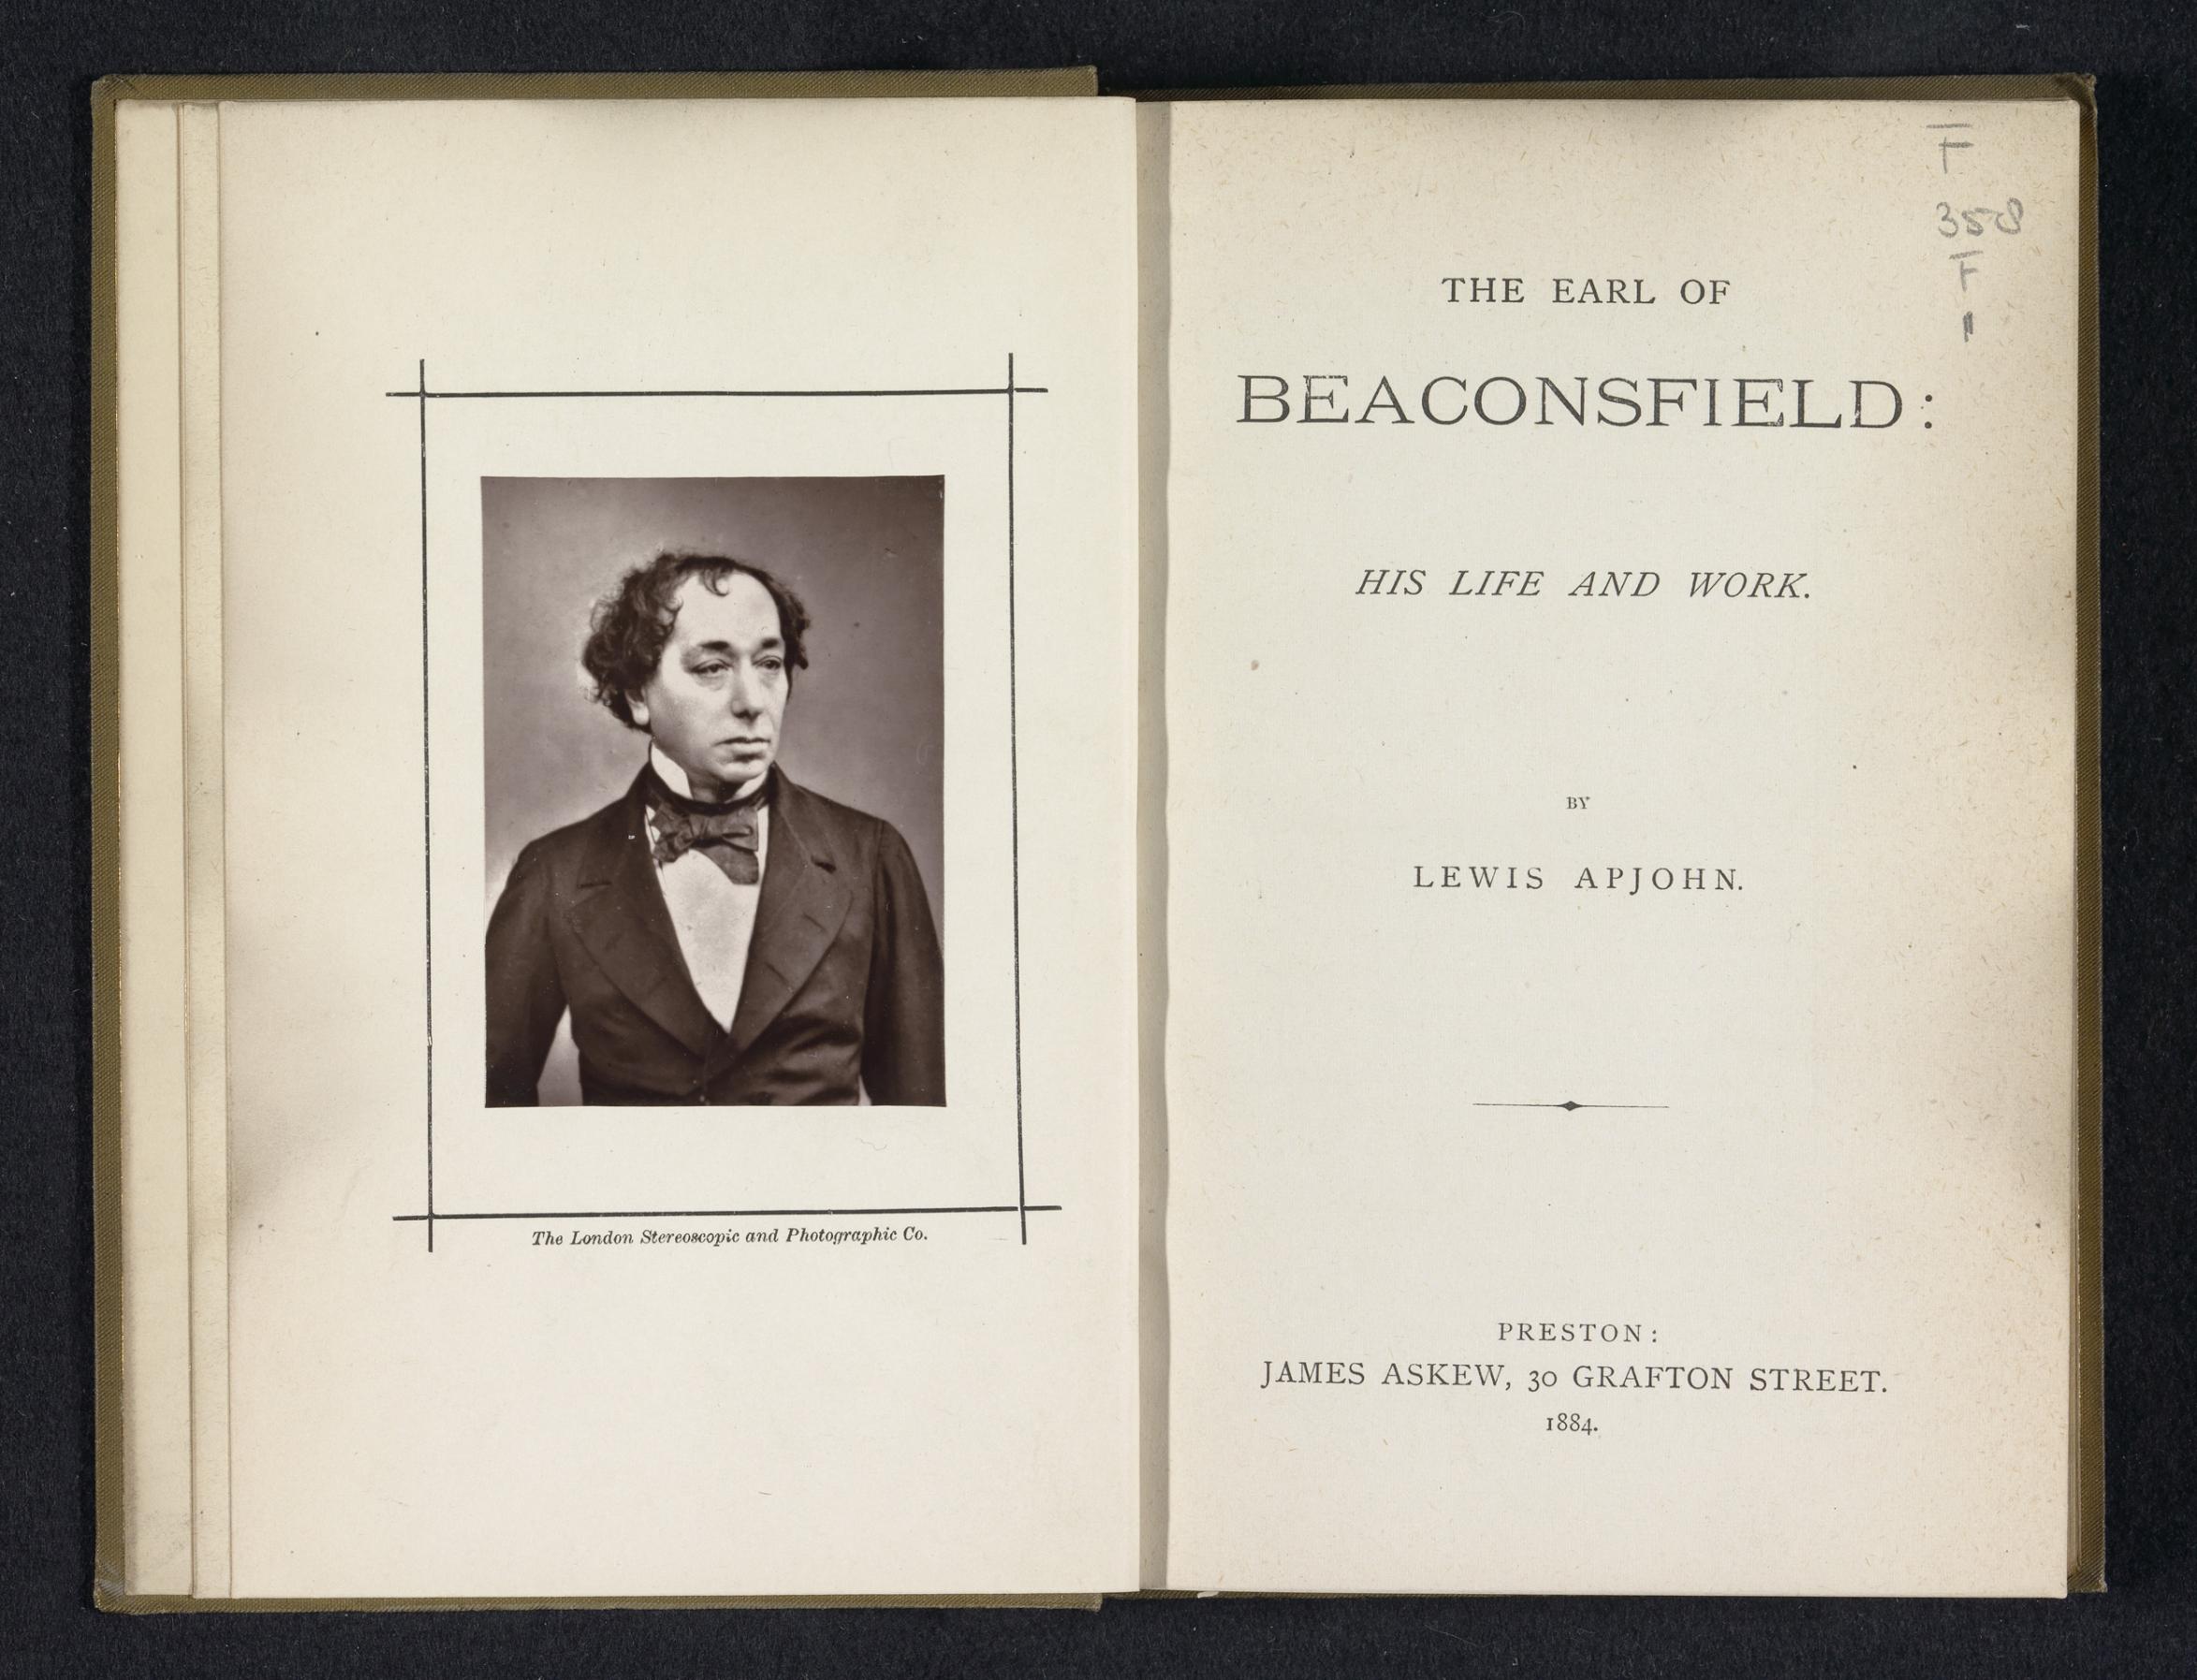 The London Stereoscopic and Photographic Co.
THE EARL OF
BEACONSFIELD:
HIS LIFE AND WORK.
BY
LEWIS APJOHN.
PRESTON:
JAMES ASKEW, 30 GRAFTON STREET.
1884.
F
358
F
1